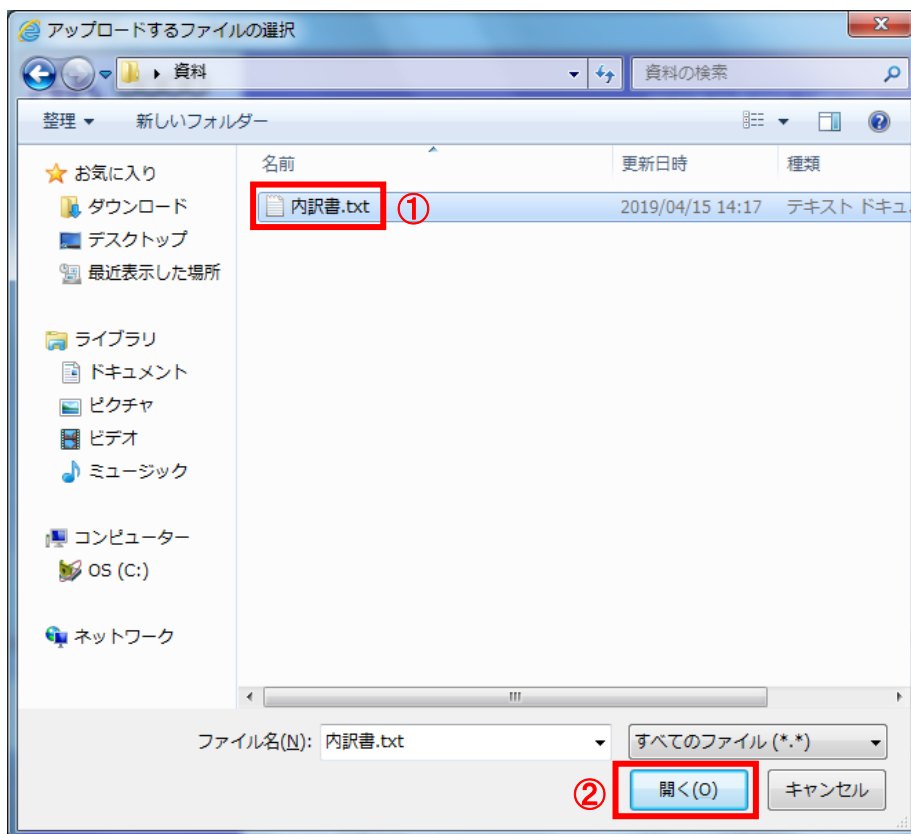 アップロードするファイルの選択
資料
資料の検索
整理 新しいフォルダー
名前 更新日時 種類
お気に入り
ダウンロード
デスクトップ
最近表示した場所
ライブラリ
ドキュメント
ピクチャ
ビデオ
ミュージック
コンピューター
OS (C:)
ネットワーク
内訳書.txt ① 2019/04/15 14:17 テキスト ドキュ
ファイル名(N): 内訳書.txt すべてのファイル (*.*)
② 開く(O) キャンセル